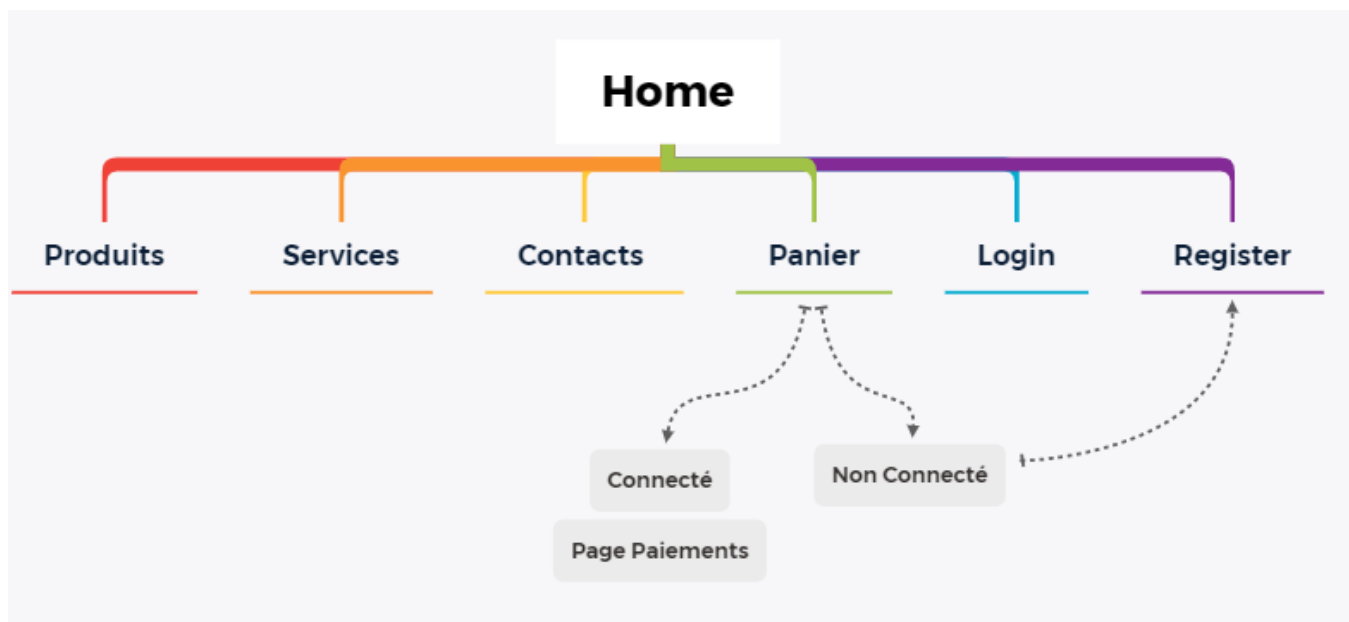 Home
Produits
Services
Contacts
Panier
Login
Register
Connecté
Non Connecté
Page Paiements